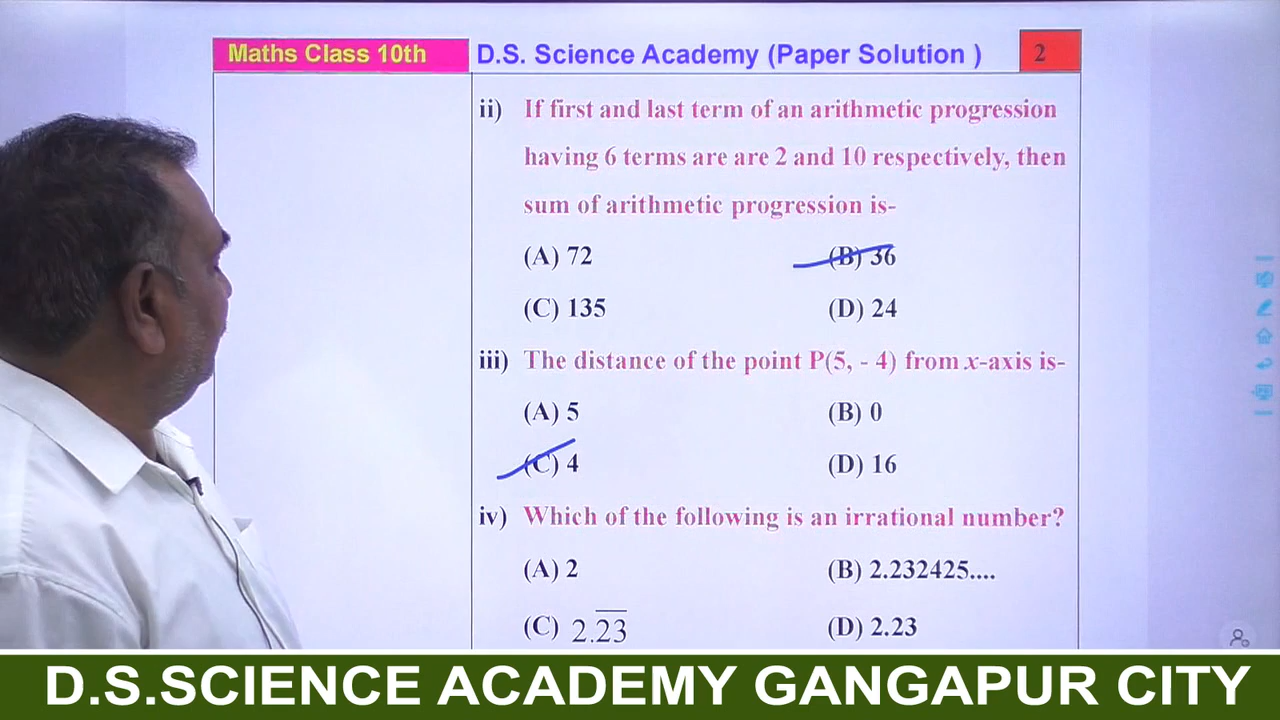 Maths Class 10th D.S. Science Academy (Paper Solution ) 2
ii) If first and last term of an arithmetic progression
having 6 terms are are 2 and 10 respectively, then
sum of arithmetic progression is-
(A) 72 (B) 36
(C) 135 (D) 24
iii) The distance of the point P(5, - 4) from x-axis is-
(A) 5 (B) 0
(C) 4 (D) 16
iv) Which of the following is an irrational number?
(A) 2 (B) 2.232425....
(C) 2.2̅3̅ (D) 2.23
D.S.SCIENCE ACADEMY GANGAPUR CITY